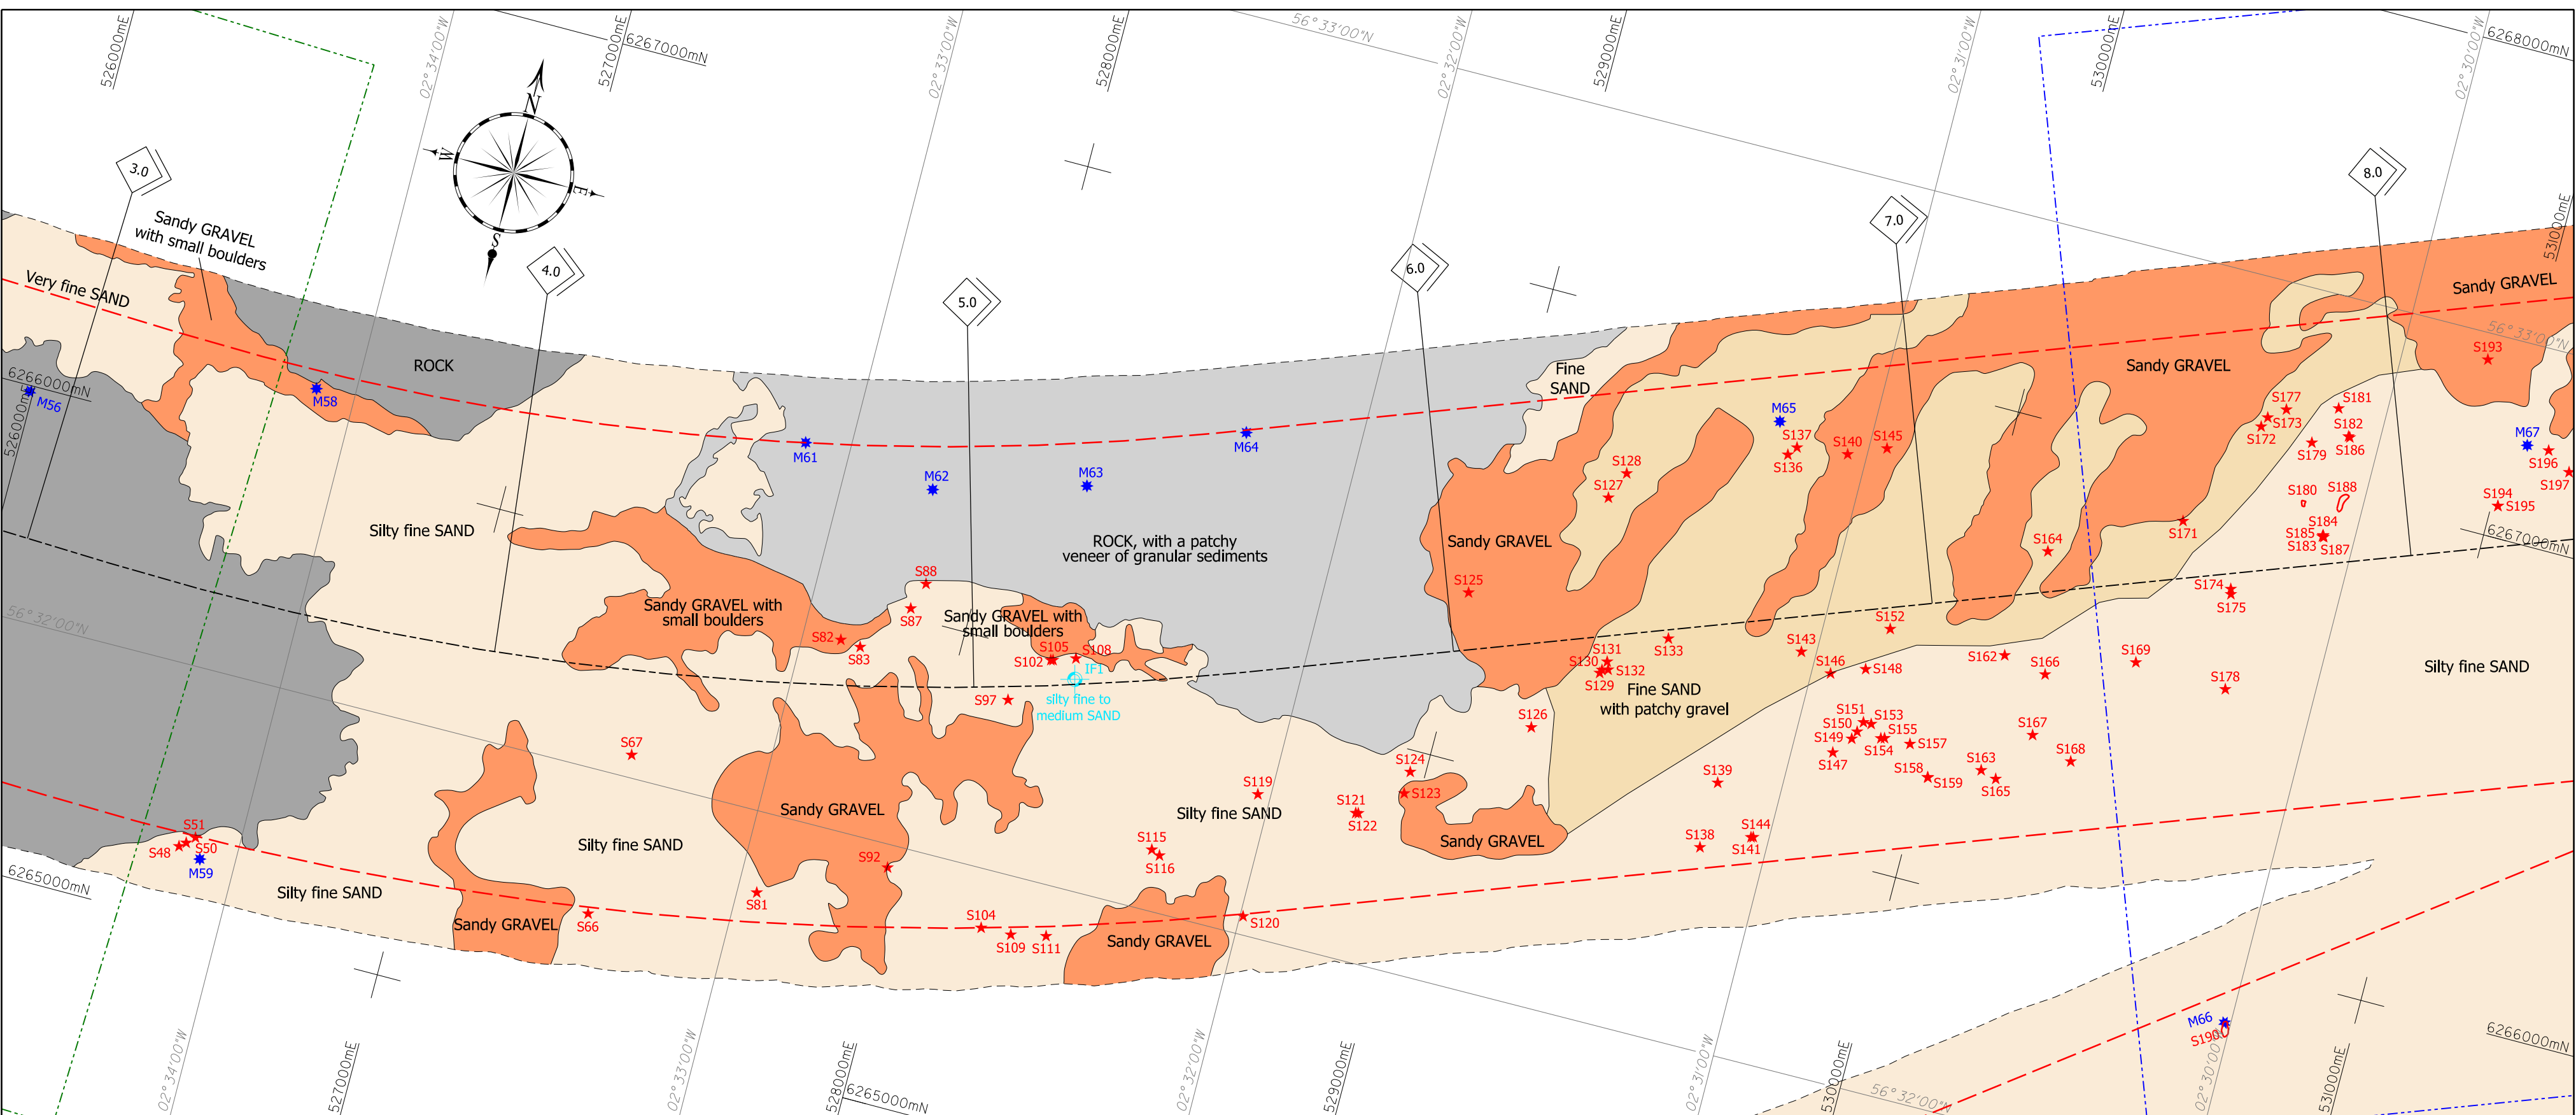 526000mE
02°34'00"W
527000mE
6267000mN
02°33'00"W
528000mE
56°33'00"N
02°32'00"W
529000mE
02°31'00"W
530000mE
02°30'00"W
6268000mN
N
W
E
S
3.0
4.0
5.0
6.0
7.0
8.0
531000mE
Sandy GRAVEL
with small boulders
Very fine SAND
ROCK
Sandy GRAVEL
56°33'00"N
S193
Fine
SAND
Sandy GRAVEL
6266000mN
526000mE
M56
M58
M61
M62
M63
M64
M65
S137
S136
S140
S145
S128
S127
S177
S173
S172
S181
S182
S179
S186
M67
S196
S197
S180
S188
S194
S195
S184
S185
S183
S187
6267000mN
S171
S164
Silty fine SAND
ROCK, with a patchy
veneer of granular sediments
Sandy GRAVEL
S125
S88
S87
Sandy GRAVEL with
small boulders
Sandy GRAVEL with
small boulders
S82
S83
S105
S102
S108
IF1
silty fine to
medium SAND
S97
S174
S175
S152
S143
S133
S131
S130
S132
S129
S146
S148
S162
S166
S169
S178
Silty fine SAND
Fine SAND
with patchy gravel
56°32'00"N
S126
S67
S151
S153
S150
S155
S149
S154
S157
S147
S167
S168
S158
S159
S163
S165
S139
S124
S123
S119
S121
S122
Silty fine SAND
Sandy GRAVEL
Sandy GRAVEL
S138
S144
S141
S115
S116
S51
S48
S50
M59
Silty fine SAND
S92
6265000mN
Silty fine SAND
S81
S66
Sandy GRAVEL
S104
S109
S111
Sandy GRAVEL
S120
M66
S190
6266000mN
02°34'00"W
527000mE
02°33'00"W
528000mE
6265000mN
02°32'00"W
529000mE
02°31'00"W
530000mE
56°32'00"N
02°30'00"W
531000mE